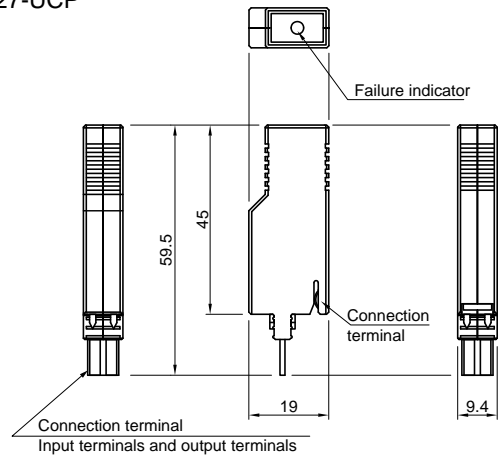 27-UCP
Failure indicator
59.5
45
Connection
terminal
19
9.4
Connection terminal
Input terminals and output terminals